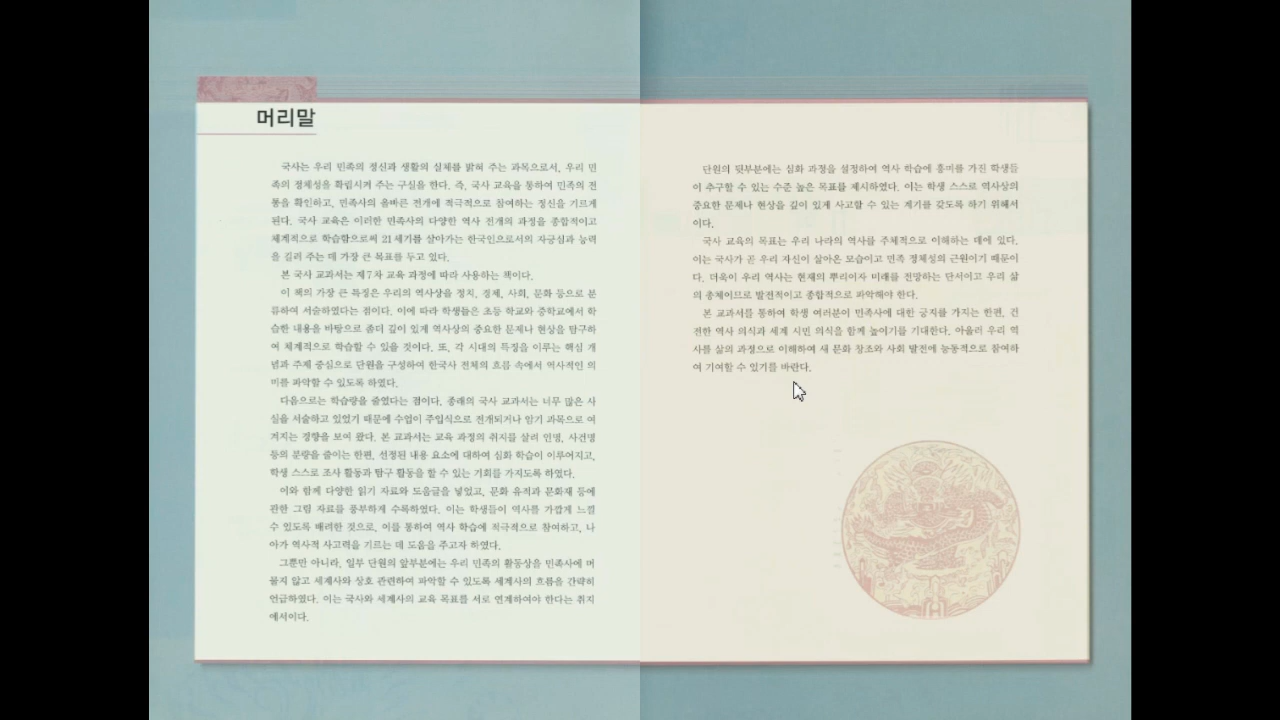 머리말
국사는 우리 민족의 정신과 생활의 실체를 밝혀 주는 과목으로서, 우리 민
족의 정체성을 확립시켜 주는 구실을 한다. 즉, 국사 교육을 통하여 민족의 전
통을 확인하고, 민족사의 올바른 전개에 적극적으로 참여하는 정신을 기르게
된다. 국사 교육은 이러한 민족사의 다양한 역사 전개의 과정을 종합적이고
체계적으로 학습함으로써 21세기를 살아가는 한국인으로서의 자긍심과 능력
을 길러 주는 데 가장 큰 목표를 두고 있다.
본 국사 교과서는 제7차 교육 과정에 따라 사용하는 책이다.
이 책의 가장 큰 특징은 우리의 역사상을 정치, 경제, 사회, 문화 등으로 분
류하여 서술하였다는 점이다. 이에 따라 학생들은 초등 학교와 중학교에서 학
습한 내용을 바탕으로 좀더 깊이 있게 역사상의 중요한 문제나 현상을 탐구하
여 체계적으로 학습할 수 있을 것이다. 또, 각 시대의 특징을 이루는 핵심 개
념과 주제 중심으로 단원을 구성하여 한국사 전체의 흐름 속에서 역사적인 의
미를 파악할 수 있도록 하였다.
다음으로는 학습량을 줄였다는 점이다. 종래의 국사 교과서는 너무 많은 사
실을 서술하고 있었기 때문에 수업이 주입식으로 전개되거나 암기 과목으로 여
겨지는 경향을 보여 왔다. 본 교과서는 교육 과정의 취지를 살려 인명, 사건명
등의 분량을 줄이는 한편, 선정된 내용 요소에 대하여 심화 학습이 이루어지고,
학생 스스로 조사 활동과 탐구 활동을 할 수 있는 기회를 가지도록 하였다.
이와 함께 다양한 읽기 자료와 도움글을 넣었고, 문화 유적과 문화재 등에
관한 그림 자료를 풍부하게 수록하였다. 이는 학생들이 역사를 가깝게 느낄
수 있도록 배려한 것으로, 이를 통하여 역사 학습에 적극적으로 참여하고, 나
아가 역사적 사고력을 기르는 데 도움을 주고자 하였다.
그뿐만 아니라, 일부 단원의 앞부분에는 우리 민족의 활동상을 민족사에 머
물지 않고 세계사와 상호 관련하여 파악할 수 있도록 세계사의 흐름을 간략히
언급하였다. 이는 국사와 세계사의 교육 목표를 서로 연계하여야 한다는 취지
에서이다.
단원의 뒷부분에는 심화 과정을 설정하여 역사 학습에 흥미를 가진 학생들
이 추구할 수 있는 수준 높은 목표를 제시하였다. 이는 학생 스스로 역사상의
중요한 문제나 현상을 깊이 있게 사고할 수 있는 계기를 갖도록 하기 위해서
이다.
국사 교육의 목표는 우리 나라의 역사를 주체적으로 이해하는 데에 있다.
이는 국사가 곧 우리 자신이 살아온 모습이고 민족 정체성의 근원이기 때문이
다. 더욱이 우리 역사는 현재의 뿌리이자 미래를 전망하는 단서이고 우리 삶
의 총체이므로 발전적이고 종합적으로 파악해야 한다.
본 교과서를 통하여 학생 여러분이 민족사에 대한 긍지를 가지는 한편, 건
전한 역사 의식과 세계 시민 의식을 함께 높이기를 기대한다. 아울러 우리 역
사를 삶의 과정으로 이해하여 새 문화 창조와 사회 발전에 능동적으로 참여하
여 기여할 수 있기를 바란다.